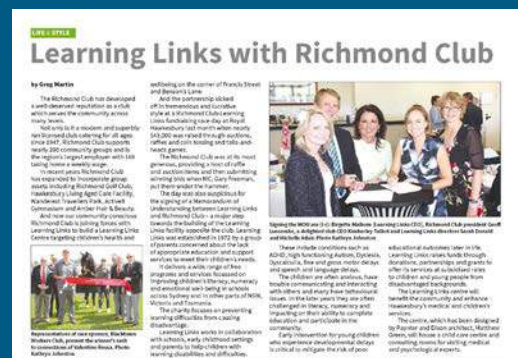 LIFE + STYLE
Learning Links with Richmond Club
by Greg Martin
The Richmond Club has developed
a well-deserved reputation as a club
which serves the community across
many levels.
Not only is it a modern and superbly
run licensed club catering for all ages
since 1947, Richmond Club supports
nearly 200 community groups and is
the region's largest employer with 160
taking home a weekly wage.
In recent years Richmond Club
has expanded to incorporate group
assets including Richmond Golf Club,
Hawkesbury Living Aged Care Facility,
Wanderest Travellers Park, Active8
Gymnasium and Amber Hair & Beauty.
And now our community conscious
Richmond Club is joining forces with
Learning Links to build a Learning Links
Centre targeting children's health and
Representatives of race sponsor, Blacktown
Workers Club, present the winner's sash
to connections of
Photo:
Kathryn Johnston
wellbeing on the corner of Francis Street
and Benson's Lane.
And the partnership kicked
off in tremendous and lucrative
style at a Richmond Club Learning
Links fundraising race day at Royal
Hawkesbury last month when nearly
was raised through auctions,
raffles and coin tossing and heads-and-
heads games.
The Richmond Club was at its most
generous, providing a host of raffle
and auction items and then submitting
winning bids when MC, Gary Freeman,
put them under the hammer.
The day was also auspicious for
the signing of a Memorandum of
Understanding between Learning Links
and Richmond Club – a major step
towards the building of the Learning
Links facility opposite the club. Learning
Links was established in 1972 by a group
of parents concerned about the lack
of appropriate education and support
services to meet their children's needs.
It delivers a wide range of free
programs and services focussed on
improving children's literacy, numeracy
and emotional well-being in schools
across Sydney and in other parts of NSW,
Victoria and Tasmania.
The charity focuses on preventing
learning difficulties from causing
disadvantage.
Learning Links works in collaboration
with schools, early childhood settings
and parents to help children with
learning disabilities and difficulties.
Signing the MOU are (l-r) Birgitte Maibom (Learning Links CEO), Richmond Club president Geoff
Luscombe, a delighted club CEO Kimberley Talbot and Learning Links directors Sarah Donald
and Michelle Adair. Photo: Kathryn Johnston
These include conditions such as
ADHD, high functioning Autism, Dyslexia,
Dyscalculia, fine and gross motor delays
and speech and language delays.
The children are often anxious, have
trouble communicating and interacting
with others and many have behavioural
issues. In the later years they are often
challenged in literacy, numeracy and
impacting on their ability to complete
education and participate in the
community.
Early intervention for young children
who experience developmental delays
is critical to mitigate the risk of poor
educational outcomes later in life.
Learning Links raises funds through
donations, partnerships and grants to
offer its services at subsidised rates
to children and young people from
disadvantaged backgrounds.
The Learning Links centre will
benefit the community and enhance
Hawkesbury's medical and children's
services.
The centre, which has been designed
by Paynter and Dixon architect, Matthew
Green, will house a child care centre and
consulting rooms for visiting medical
and psychological experts.